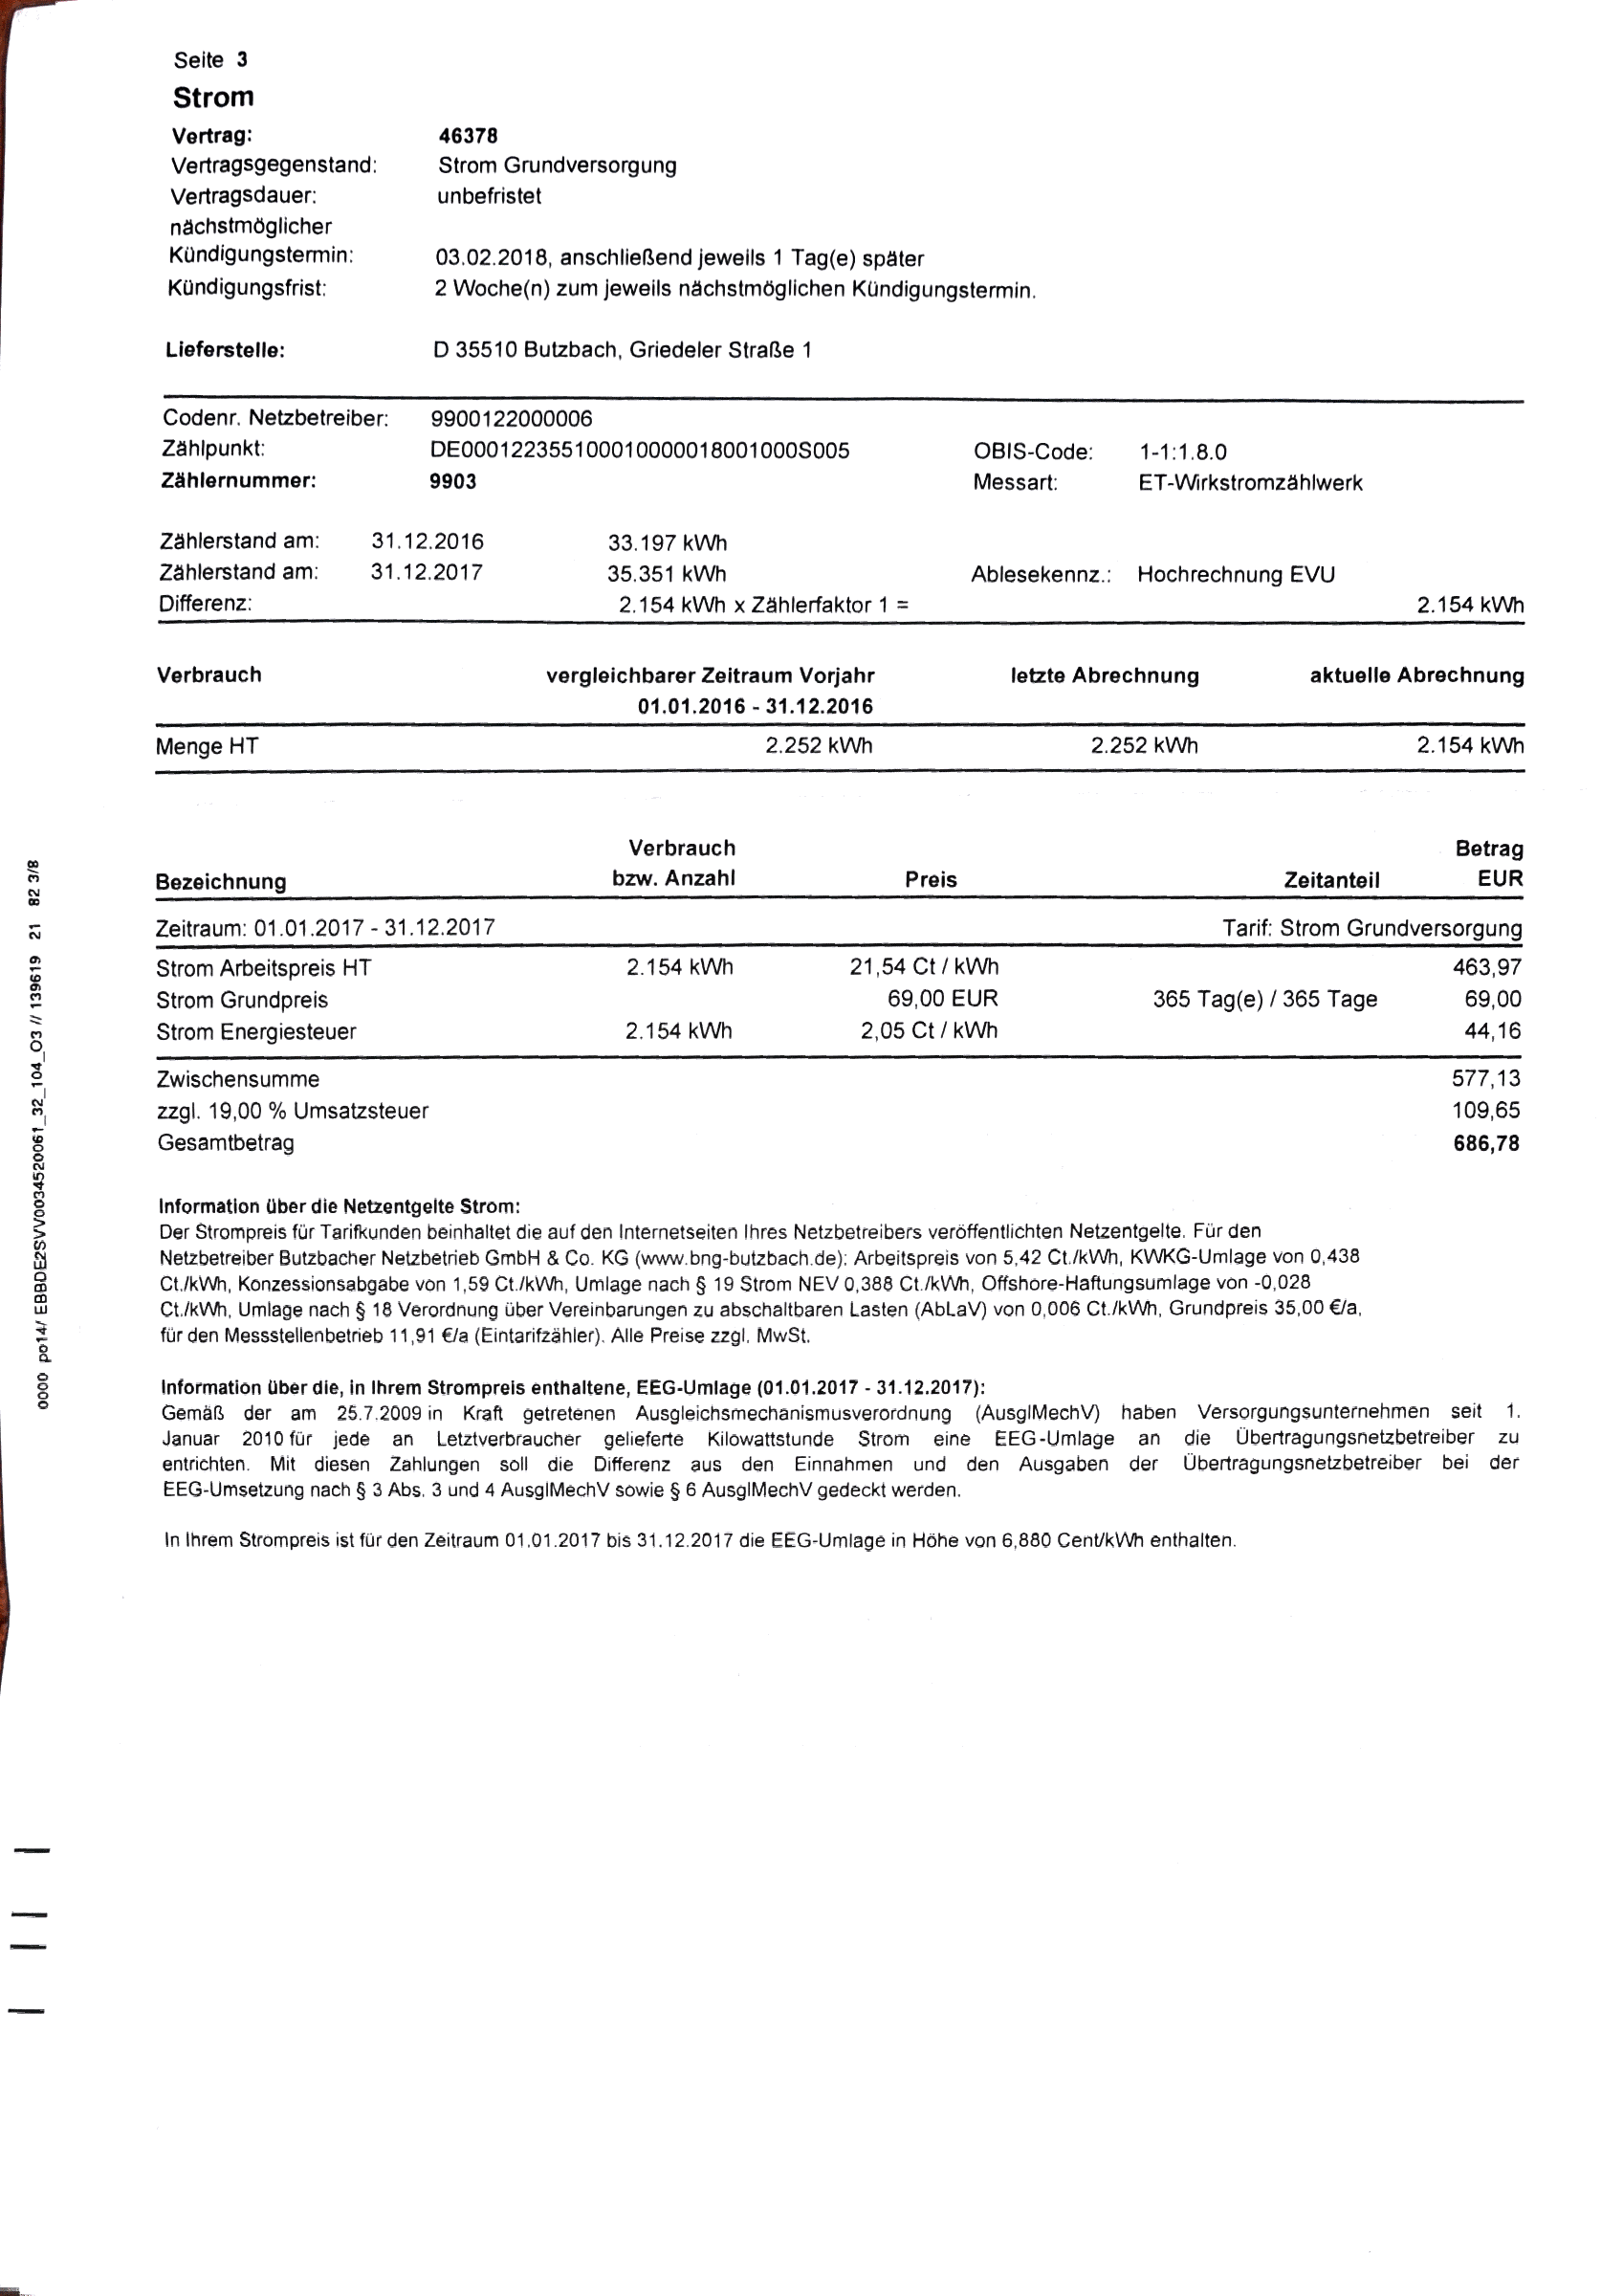 Seite 3
Strom
Vertrag: 46378
Vertragsgegenstand: Strom Grundversorgung
Vertragsdauer: unbefristet
nächstmöglicher
Kündigungstermin: 03.02.2018, anschließend jeweils 1 Tag(e) später
Kündigungsfrist: 2 Woche(n) zum jeweils nächstmöglichen Kündigungstermin.
Lieferstelle: D 35510 Butzbach, Griedeler Straße 1
Codenr. Netzbetreiber: 9900122000006
Zählpunkt: DE000122355100010000018001000S005 OBIS-Code: 1-1:1.8.0
Zählernummer: 9903 Messart: ET-Wirkstromzählwerk
Zählerstand am: 31.12.2016 33.197 kWh
Zählerstand am: 31.12.2017 35.351 kWh Ablesekennz.: Hochrechnung EVU
Differenz: 2.154 kWh x Zählerfaktor 1 = 2.154 kWh
Verbrauch vergleichbarer Zeitraum Vorjahr letzte Abrechnung aktuelle Abrechnung
01.01.2016 - 31.12.2016
Menge HT 2.252 kWh 2.252 kWh 2.154 kWh
Verbrauch Betrag
Bezeichnung bzw. Anzahl Preis Zeitanteil EUR
Zeitraum: 01.01.2017 - 31.12.2017 Tarif: Strom Grundversorgung
Strom Arbeitspreis HT 2.154 kWh 21,54 Ct / kWh 463,97
Strom Grundpreis 69,00 EUR 365 Tag(e) / 365 Tage 69,00
Strom Energiesteuer 2.154 kWh 2,05 Ct / kWh 44,16
Zwischensumme 577,13
zzgl. 19,00 % Umsatzsteuer 109,65
Gesamtbetrag 686,78
Information über die Netzentgelte Strom:
Der Strompreis für Tarifkunden beinhaltet die auf den Internetseiten Ihres Netzbetreibers veröffentlichten Netzentgelte. Für den
Netzbetreiber Butzbacher Netzbetrieb GmbH & Co. KG (www.bng-butzbach.de): Arbeitspreis von 5,42 Ct./kWh, KWKG-Umlage von 0,438
Ct./kWh, Konzessionsabgabe von 1,59 Ct./kWh, Umlage nach § 19 Strom NEV 0,388 Ct./kWh, Offshore-Haftungsumlage von -0,028
Ct./kWh, Umlage nach § 18 Verordnung über Vereinbarungen zu abschaltbaren Lasten (AbLaV) von 0,006 Ct./kWh, Grundpreis 35,00 €/a,
für den Messstellenbetrieb 11,91 €/a (Eintarifzähler). Alle Preise zzgl. MwSt.
Information über die, in Ihrem Strompreis enthaltene, EEG-Umlage (01.01.2017 - 31.12.2017):
Gemäß der am 25.7.2009 in Kraft getretenen Ausgleichsmechanismusverordnung (AusglMechV) haben Versorgungsunternehmen seit 1.
Januar 2010 für jede an Letztverbraucher gelieferte Kilowattstunde Strom eine EEG-Umlage an die Übertragungsnetzbetreiber zu
entrichten. Mit diesen Zahlungen soll die Differenz aus den Einnahmen und den Ausgaben der Übertragungsnetzbetreiber bei der
EEG-Umsetzung nach § 3 Abs. 3 und 4 AusglMechV sowie § 6 AusglMechV gedeckt werden.
In Ihrem Strompreis ist für den Zeitraum 01.01.2017 bis 31.12.2017 die EEG-Umlage in Höhe von 6,880 Cent/kWh enthalten.
0000 po14/ EBBDE2SVV0034520061_32_104_O3 // 139619 21 82 3/8